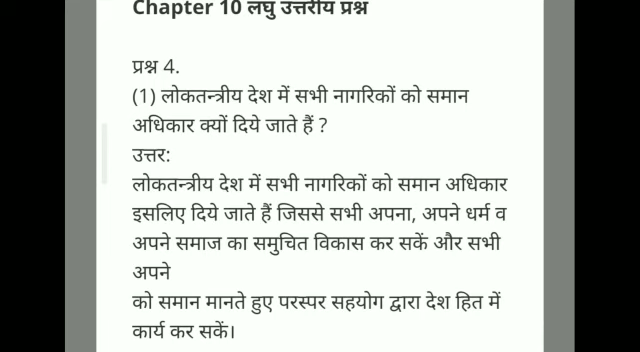 Chapter 10 लघु उत्तरीय प्रश्न
प्रश्न 4.
(1) लोकतन्त्रीय देश में सभी नागरिकों को समान
अधिकार क्यों दिये जाते हैं ?
उत्तर:
लोकतन्त्रीय देश में सभी नागरिकों को समान अधिकार
इसलिए दिये जाते हैं जिससे सभी अपना, अपने धर्म व
अपने समाज का समुचित विकास कर सकें और सभी
अपने
को समान मानते हुए परस्पर सहयोग द्वारा देश हित में
कार्य कर सकें।